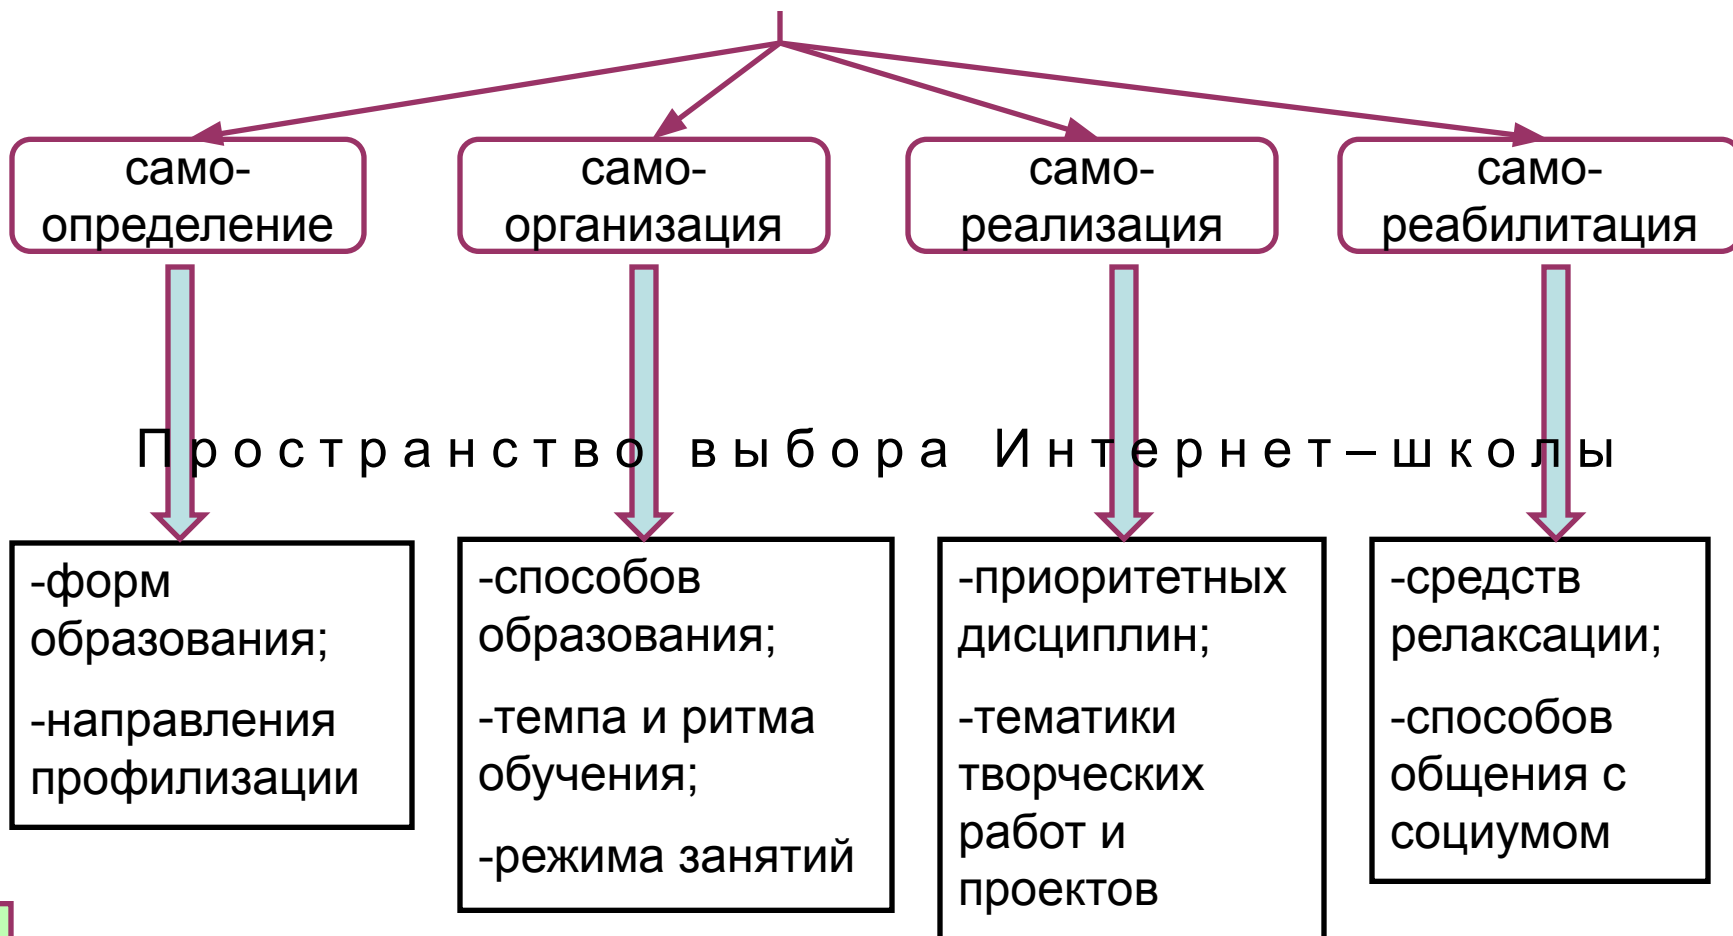 само-
определение
само-
организация
само-
реализация
само-
реабилитация
Пространство выбора Интернет–школы
-форм
образования;
-направления
профилизации
-способов
образования;
-темпа и ритма
обучения;
-режима занятий
-приоритетных
дисциплин;
-тематики
творческих
работ и
проектов
-средств
релаксации;
-способов
общения с
социумом